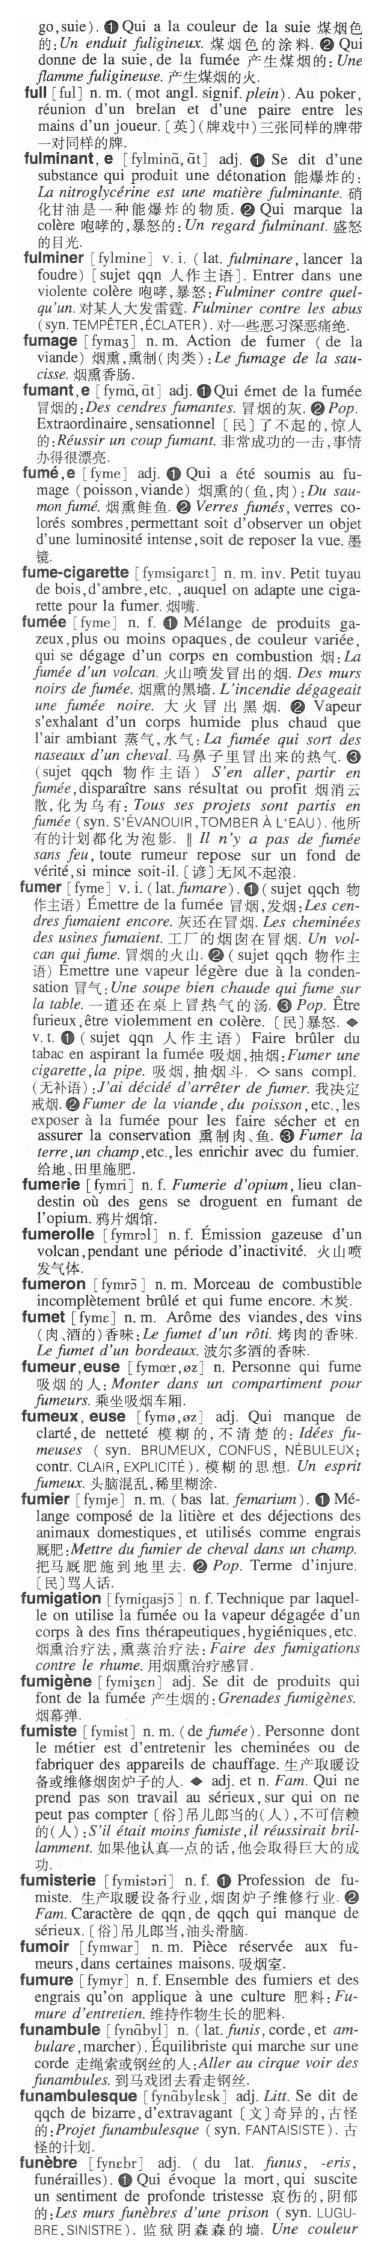 go,suie). ❶ Qui a la couleur de la suie 煤烟色
的:Un enduit fuligineux. 煤烟色的涂料. ❷ Qui
donne de la suie,de la fumée 产生煤烟的: Une
flamme fuligineuse. 产生煤烟的火.
full [ful] n. m. (mot angl. signif. plein). Au poker,
réunion d'un brelan et d'une paire entre les
mains d'un joueur. 〔英〕(牌戏中)三张同样的牌带
一对同样的牌.
fulminant, e [fylminɑ̃, ɑ̃t] adj. ❶ Se dit d'une
substance qui produit une détonation 能爆炸的:
La nitroglycérine est une matière fulminante. 硝
化甘油是一种能爆炸的物质. ❷ Qui marque la
colère 咆哮的,暴怒的: Un regard fulminant. 盛怒
的目光.
fulminer [fylmine] v. i. (lat. fulminare, lancer la
foudre) [sujet qqn 人作主语]. Entrer dans une
violente colère 咆哮,暴怒:Fulminer contre quel-
qu'un. 对某人大发雷霆. Fulminer contre les abus
(syn. TEMPÊTER,ÉCLATER). 对一些恶习深恶痛绝.
fumage [fymaʒ] n. m. Action de fumer (de la
viande) 烟熏,熏制(肉类):Le fumage de la sau-
cisse. 烟熏香肠.
fumant, e [fymɑ̃, ɑ̃t] adj. ❶Qui émet de la fumée
冒烟的:Des cendres fumantes. 冒烟的灰. ❷ Pop.
Extraordinaire,sensationnel 〔民〕了不起的,惊人
的:Réussir un coup fumant. 非常成功的一击,事情
办得很漂亮.
fumé,e [fyme] adj. ❶ Qui a été soumis au fu-
mage (poisson,viande) 烟熏的(鱼,肉):Du sau-
mon fumé. 烟熏鲑鱼. ❷ Verres fumés, verres co-
lorés sombres,permettant soit d'observer un objet
d'une luminosité intense,soit de reposer la vue. 墨
镜.
fume-cigarette [fymsigarɛt] n. m. inv. Petit tuyau
de bois,d'ambre,etc. ,auquel on adapte une ciga-
rette pour la fumer. 烟嘴.
fumée [fyme] n. f. ❶ Mélange de produits ga-
zeux,plus ou moins opaques,de couleur variée,
qui se dégage d'un corps en combustion 烟:La
fumée d'un volcan. 火山喷发冒出的烟. Des murs
noirs de fumée. 烟熏的黑墙. L'incendie dégageait
une fumée noire. 大火冒出黑烟. ❷ Vapeur
s'exhalant d'un corps humide plus chaud que
l'air ambiant 蒸气,水气:La fumée qui sort des
naseaux d'un cheval. 马鼻子里冒出来的热气. ❸
(sujet qqch 物作主语) S'en aller, partir en
fumée,disparaître sans résultat ou profit 烟消云
散,化为乌有: Tous ses projets sont partis en
fumée (syn. S'ÉVANOUIR,TOMBER À L'EAU). 他所
有的计划都化为泡影. ‖ Il n'y a pas de fumée
sans feu, toute rumeur repose sur un fond de
vérité,si mince soit-il. 〔谚〕无风不起浪.
fumer [fyme] v. i. (lat. fumare). ❶ (sujet qqch 物
作主语) Émettre de la fumée 冒烟,发烟:Les cen-
dres fumaient encore. 灰还在冒烟. Les cheminées
des usines fumaient. 工厂的烟囱在冒烟. Un vol-
can qui fume. 冒烟的火山. ❷ (sujet qqch 物作主
语) Émettre une vapeur légère due à la conden-
sation 冒气:Une soupe bien chaude qui fume sur
la table. 一道还在桌上冒热气的汤. ❸ Pop. Être
furieux,être violemment en colère. 〔民〕暴怒. ◆
v. t. ❶ (sujet qqn 人作主语) Faire brûler du
tabac en aspirant la fumée 吸烟,抽烟:Fumer une
cigarette,la pipe. 吸烟,抽烟斗. ◇ sans compl.
(无补语):J'ai décidé d'arrêter de fumer. 我决定
戒烟. ❷ Fumer de la viande, du poisson, etc.,les
exposer à la fumée pour les faire sécher et en
assurer la conservation 熏制肉、鱼. ❸ Fumer la
terre,un champ,etc.,les enrichir avec du fumier.
给地、田里施肥.
fumerie [fymri] n. f. Fumerie d'opium, lieu clan-
destin où des gens se droguent en fumant de
l'opium. 鸦片烟馆.
fumerolle [fymrɔl] n. f. Émission gazeuse d'un
volcan,pendant une période d'inactivité. 火山喷
发气体.
fumeron [fymrɔ̃] n. m. Morceau de combustible
incomplètement brûlé et qui fume encore. 木炭.
fumet [fymɛ] n. m. Arôme des viandes,des vins
(肉、酒的)香味:Le fumet d'un rôti. 烤肉的香味.
Le fumet d'un bordeaux. 波尔多酒的香味.
fumeur,euse [fymœr,øz] n. Personne qui fume
吸烟的人: Monter dans un compartiment pour
fumeurs. 乘坐吸烟车厢.
fumeux, euse [fymø,øz] adj. Qui manque de
clarté,de netteté 模糊的,不清楚的: Idées fu-
meuses ( syn. BRUMEUX, CONFUS, NÉBULEUX;
contr. CLAIR, EXPLICITE). 模糊的思想. Un esprit
fumeux. 头脑混乱,稀里糊涂.
fumier [fymje] n. m. (bas lat. femarium). ❶ Mé-
lange composé de la litière et des déjections des
animaux domestiques, et utilisés comme engrais
厩肥:Mettre du fumier de cheval dans un champ.
把马厩肥施到地里去. ❷ Pop. Terme d'injure.
〔民〕骂人话.
fumigation [fymigasjɔ̃] n. f. Technique par laquel-
le on utilise la fumée ou la vapeur dégagée d'un
corps à des fins thérapeutiques,hygiéniques,etc.
烟熏治疗法,熏蒸治疗法: Faire des fumigations
contre le rhume. 用烟熏治疗感冒.
fumigène [fymiʒɛn] adj. Se dit de produits qui
font de la fumée 产生烟的:Grenades fumigènes.
烟幕弹.
fumiste [fymist] n. m. (de fumée). Personne dont
le métier est d'entretenir les cheminées ou de
fabriquer des appareils de chauffage. 生产取暖设
备或维修烟囱炉子的人. ◆ adj. et n. Fam. Qui ne
prend pas son travail au sérieux,sur qui on ne
peut pas compter 〔俗〕吊儿郎当的(人),不可信赖
的(人):S'il était moins fumiste,il réussirait bril-
lamment. 如果他认真一点的话,他会取得巨大的成
功.
fumisterie [fymistəri] n. f. ❶ Profession de fu-
miste. 生产取暖设备行业,烟囱炉子维修行业. ❷
Fam. Caractère de qqn,de qqch qui manque de
sérieux. 〔俗〕吊儿郎当,油头滑脑.
fumoir [fymwar] n. m. Pièce réservée aux fu-
meurs,dans certaines maisons. 吸烟室.
fumure [fymyr] n. f. Ensemble des fumiers et des
engrais qu'on applique à une culture 肥料: Fu-
mure d'entretien. 维持作物生长的肥料.
funambule [fynɑ̃byl] n. (lat. funis, corde,et am-
bulare,marcher). Équilibriste qui marche sur une
corde 走绳索或钢丝的人:Aller au cirque voir des
funambules. 到马戏团去看走钢丝.
funambulesque [fynɑ̃bylɛsk] adj. Litt. Se dit de
qqch de bizarre,d'extravagant 〔文〕奇异的,古怪
的:Projet funambulesque (syn. FANTAISISTE). 古
怪的计划.
funèbre [fynɛbr] adj. ( du lat. funus, -eris,
funérailles). ❶ Qui évoque la mort, qui suscite
un sentiment de profonde tristesse 哀伤的,阴郁
的:Les murs funèbres d'une prison (syn. LUGU-
BRE,SINISTRE). 监狱阴森森的墙. Une couleur